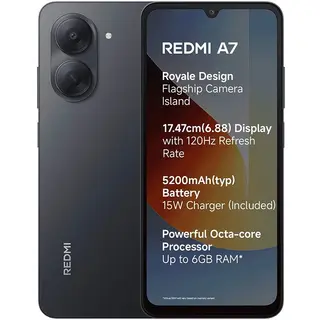 REDMI A7
Royale Design
Flagship Camera
Island
17.47cm(6.88) Display
with 120Hz Refresh
Rate
5200mAh(typ)
Battery
15W Charger (Included)
Powerful Octa-core
Processor
Up to 6GB RAM*
REDMI